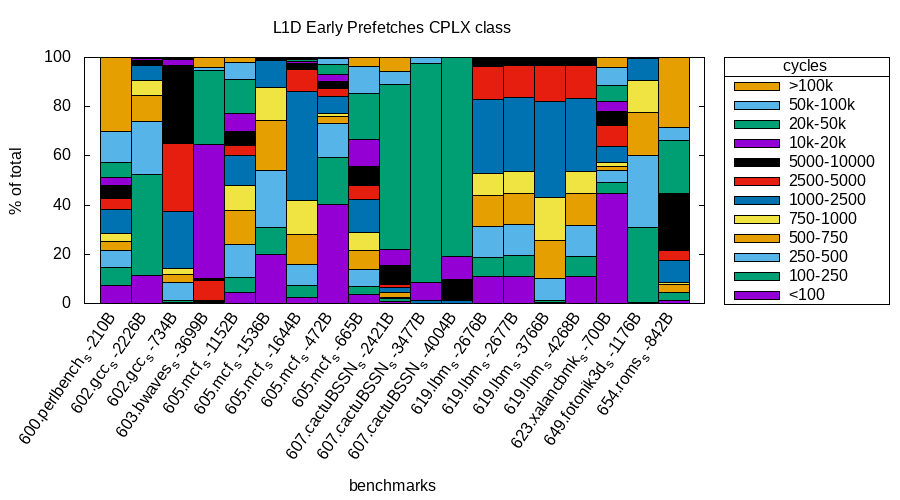 L1D Early Prefetches CPLX class
% of total
100
80
60
40
20
0
600.perlbench_s -210B
602.gcc_s -2226B
602.gcc_s -734B
603.bwaves_s -3699B
605.mcf_s -1152B
605.mcf_s -1536B
605.mcf_s -1644B
605.mcf_s -472B
605.mcf_s -665B
607.cactuBSSN_s -2421B
607.cactuBSSN_s -3477B
607.cactuBSSN_s -4004B
619.lbm_s -2676B
619.lbm_s -2677B
619.lbm_s -3766B
619.lbm_s -4268B
623.xalancbmk_s -700B
649.fotonik3d_s -1176B
654.roms_s -842B
benchmarks
cycles
>100k
50k-100k
20k-50k
10k-20k
5000-10000
2500-5000
1000-2500
750-1000
500-750
250-500
100-250
<100